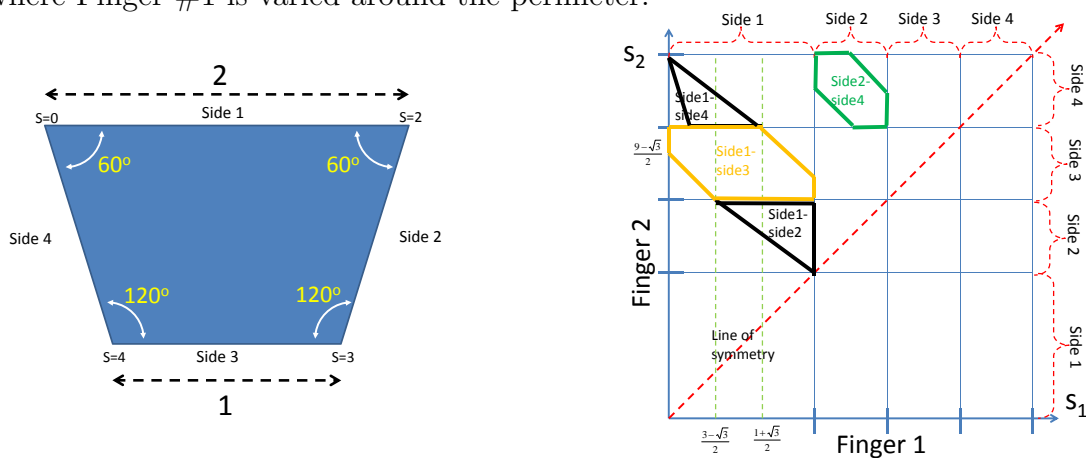 where Finger #1 is varied around the perimeter.
2
Side 1
S=0
S=2
60°
60°
Side 4
Side 2
120°
120°
S=4
Side 3
S=3
1
Side 1
Side 2
Side 3
Side 4
S₂
Side1-
side4
Side2-
side4
Side 4
9−√3
2
Side1-
side3
Side 3
Side1-
side2
Side 2
Finger 2
Line of
symmetry
Side 1
S₁
3−√3
2
1+√3
2
Finger 1